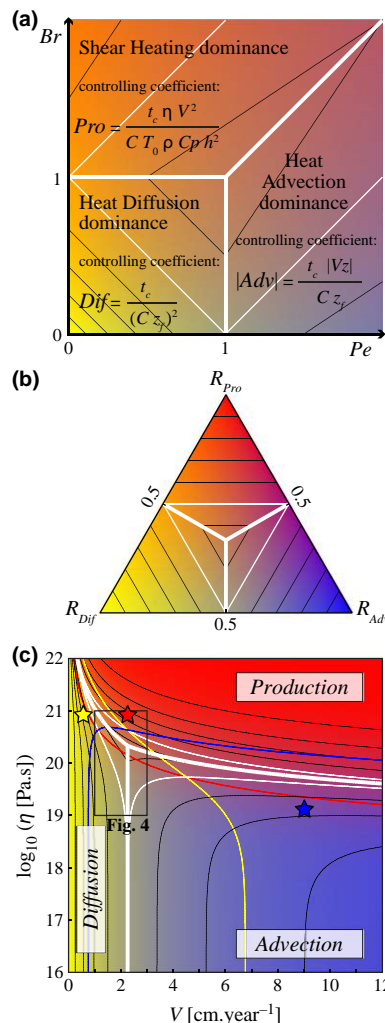 (a)
Br
Shear Heating dominance
controlling coefficient:
Pro = t_c η V² / C T_0 ρ Cp h²
1
Heat Diffusion
dominance
controlling coefficient:
Dif = t_c / (C z_f)²
Heat
Advection
dominance
controlling coefficient:
|Adv| = t_c |Vz| / C z_f
0
0
1
Pe
(b)
R_Pro
0.5
0.5
R_Dif
0.5
R_Adv
(c)
22
21
20
19
18
17
16
log₁₀ (η [Pa.s])
Production
Fig. 4
Diffusion
Advection
0 2 4 6 8 10 12
V [cm.year⁻¹]